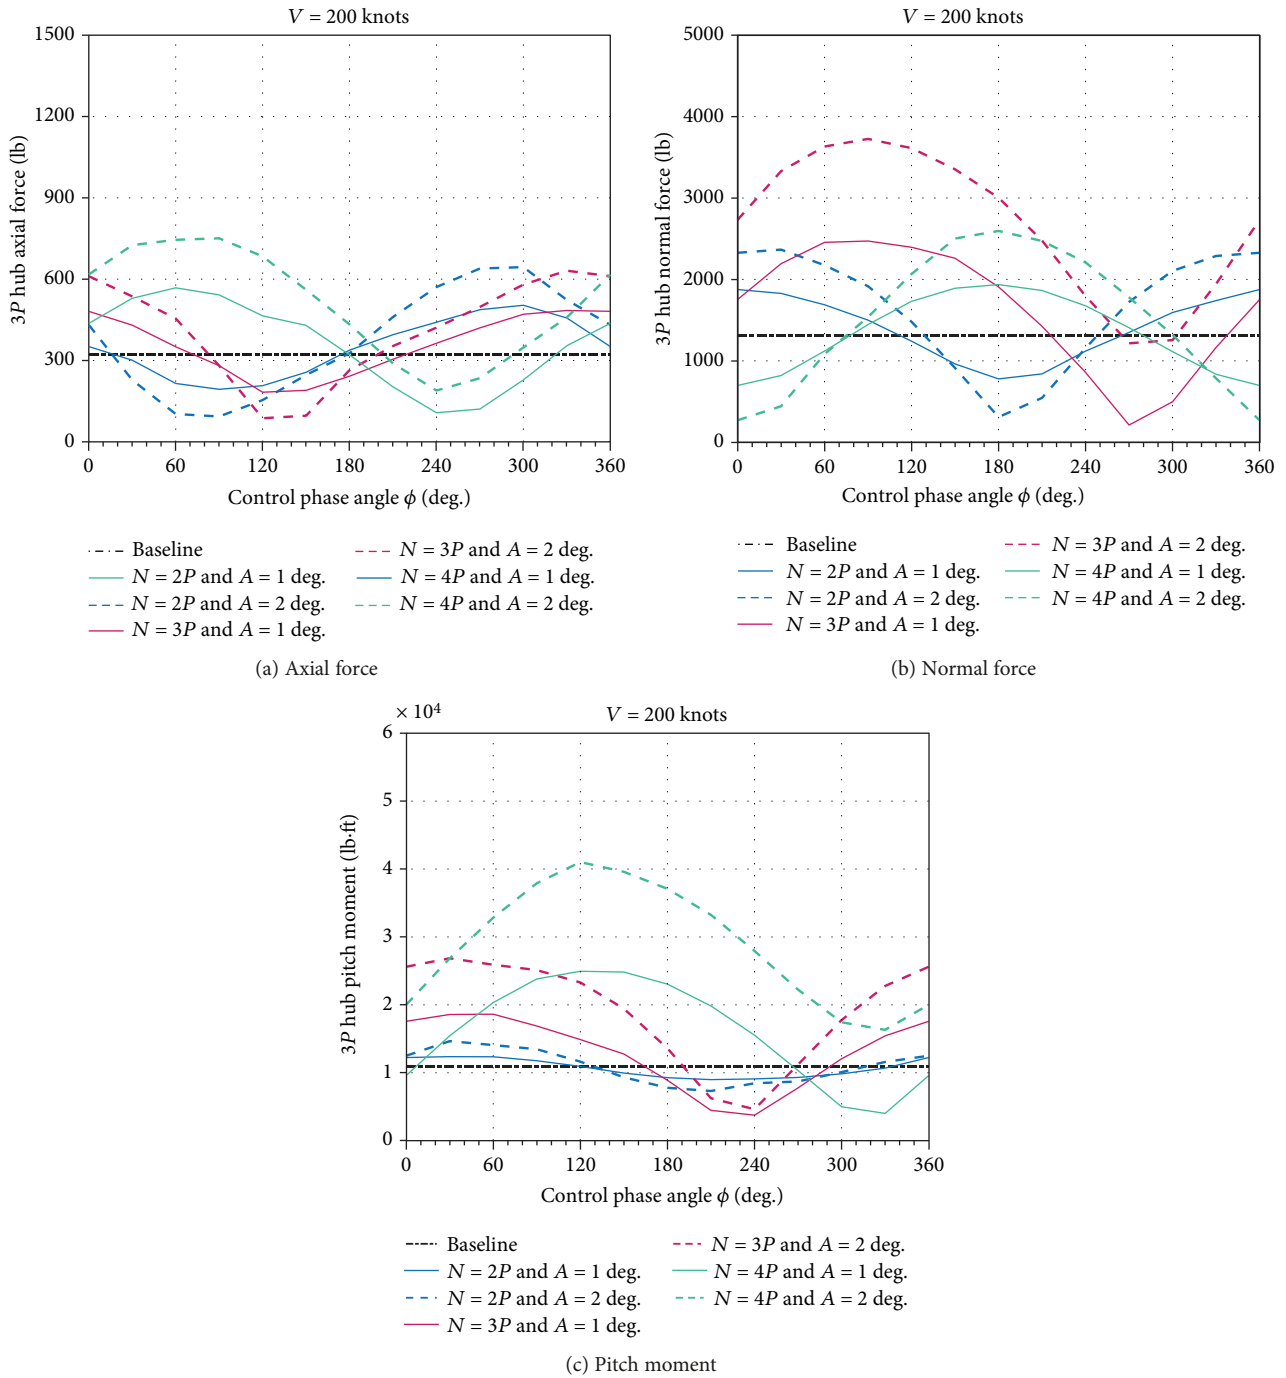 V = 200 knots
1500
1200
900
600
300
0
3P hub axial force (lb)
0 60 120 180 240 300 360
Control phase angle ϕ (deg.)
Baseline
N = 2P and A = 1 deg.
N = 2P and A = 2 deg.
N = 3P and A = 1 deg.
N = 3P and A = 2 deg.
N = 4P and A = 1 deg.
N = 4P and A = 2 deg.
(a) Axial force
V = 200 knots
5000
4000
3000
2000
1000
0
3P hub normal force (lb)
0 60 120 180 240 300 360
Control phase angle ϕ (deg.)
Baseline
N = 2P and A = 1 deg.
N = 2P and A = 2 deg.
N = 3P and A = 1 deg.
N = 3P and A = 2 deg.
N = 4P and A = 1 deg.
N = 4P and A = 2 deg.
(b) Normal force
× 10⁴
V = 200 knots
6
5
4
3
2
1
0
3P hub pitch moment (lb·ft)
0 60 120 180 240 300 360
Control phase angle ϕ (deg.)
Baseline
N = 2P and A = 1 deg.
N = 2P and A = 2 deg.
N = 3P and A = 1 deg.
N = 3P and A = 2 deg.
N = 4P and A = 1 deg.
N = 4P and A = 2 deg.
(c) Pitch moment